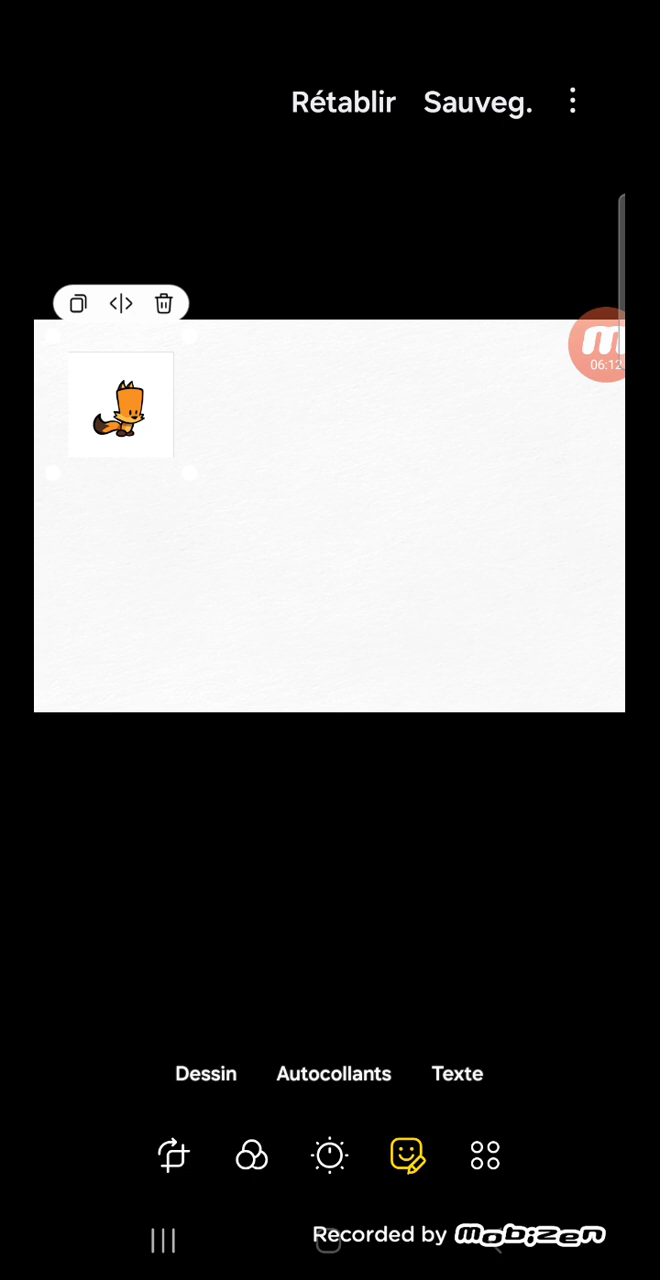 Rétablir Sauveg.
06:12
Dessin Autocollants Texte
Recorded by mobizen